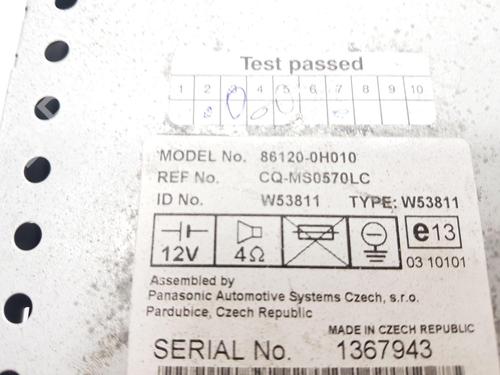 Test passed
1 2 3 4 5 6 7 8 9 10
MODEL No. 86120-0H010
REF No. CQ-MS0570LC
ID No. W53811 TYPE: W53811
12V 4Ω e13
03 10101
Assembled by
Panasonic Automotive Systems Czech, s.r.o.
Pardubice, Czech Republic
MADE IN CZECH REPUBLIC
SERIAL No. 1367943